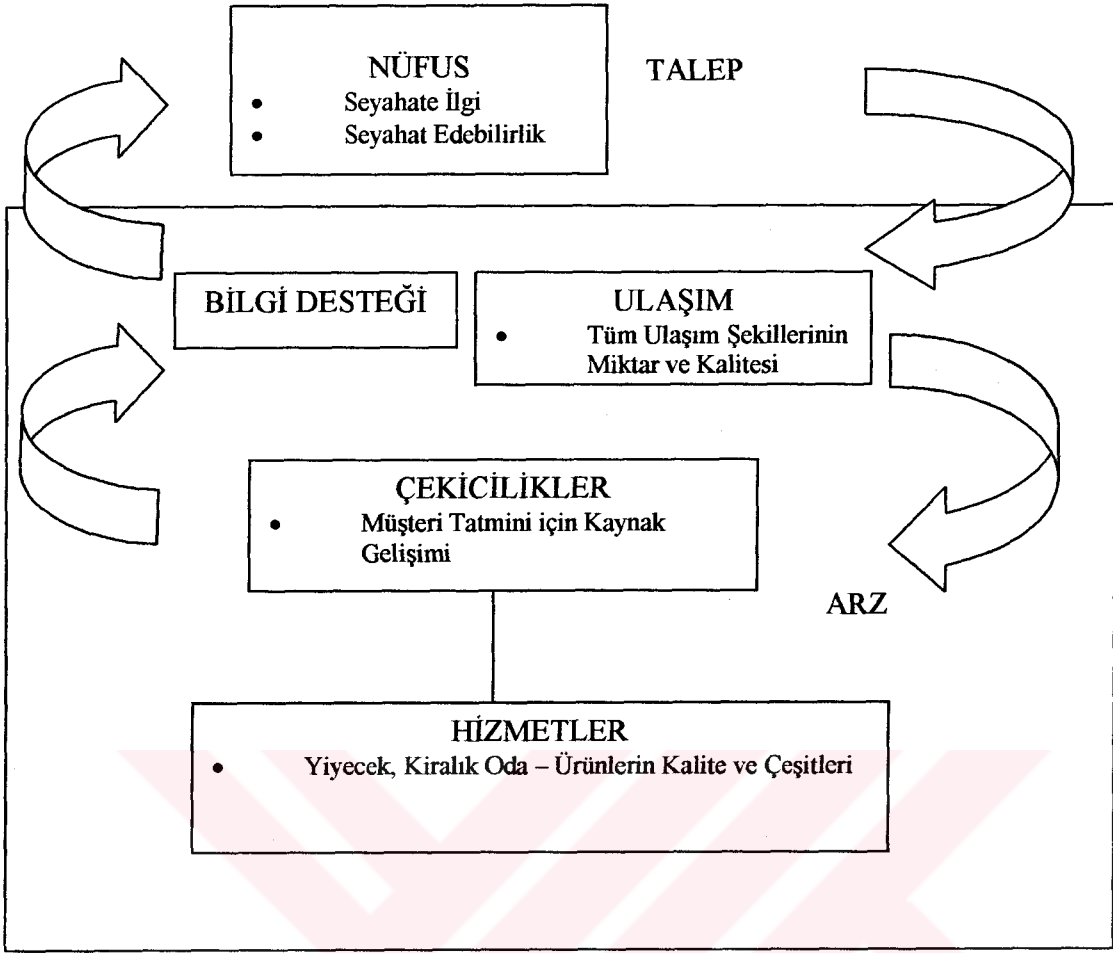 NÜFUS
TALEP
• Seyahate İlgi
• Seyahat Edebilirlik
BİLGİ DESTEĞİ
ULAŞIM
• Tüm Ulaşım Şekillerinin
Miktar ve Kalitesi
ÇEKİCİLİKLER
• Müşteri Tatmini için Kaynak
Gelişimi
ARZ
HİZMETLER
• Yiyecek, Kiralık Oda – Ürünlerin Kalite ve Çeşitleri